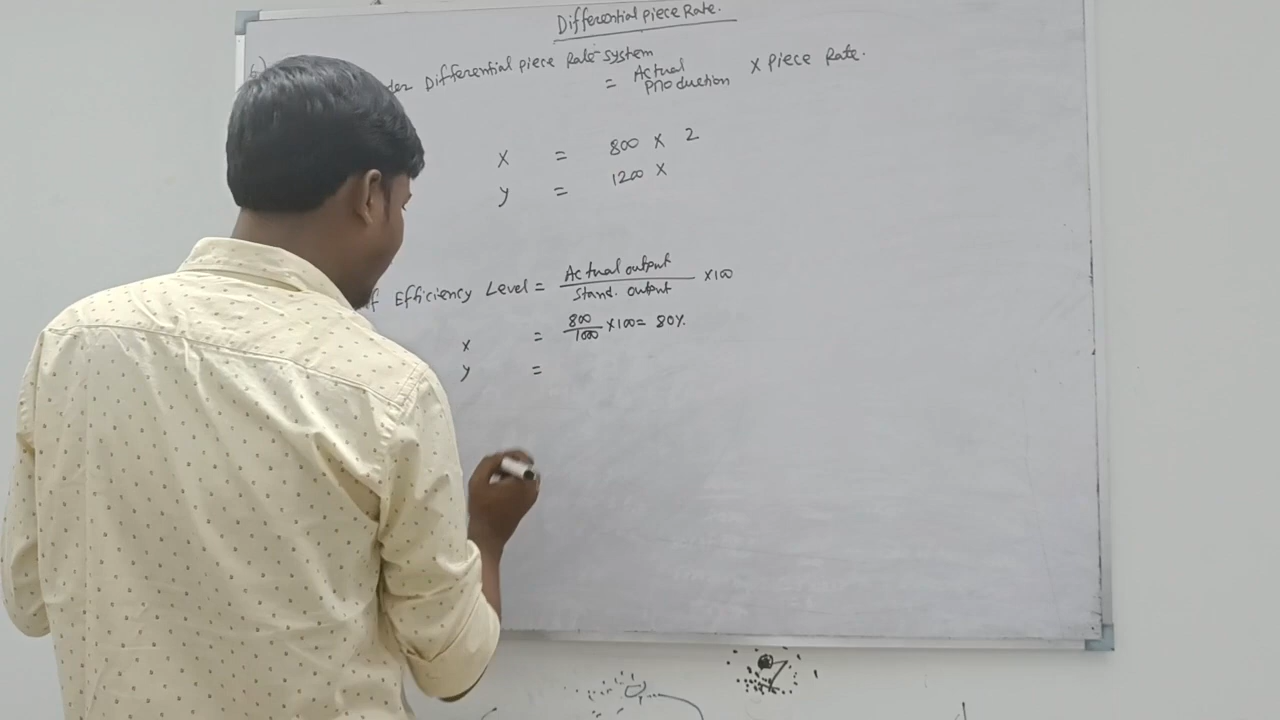 Differential piece Rate.
Differential piece Rate system
= Actual production X piece Rate.
X = 800 X 2
y = 1200 X
Efficiency Level = Actual output / Stand. output X100
x = 800/1000 X100 = 80%.
y =